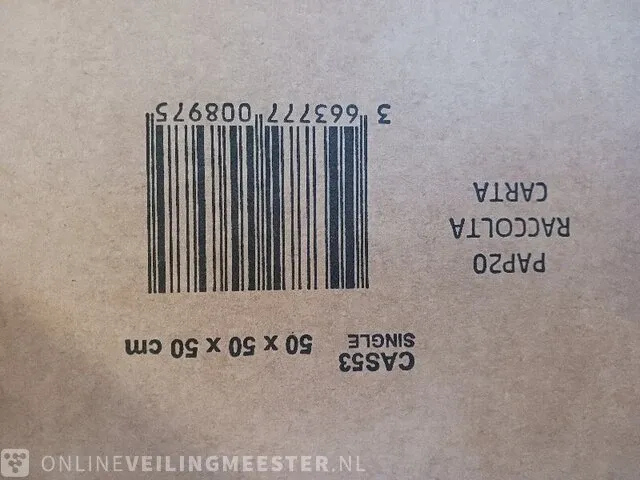 CAS53
SINGLE
50 x 50 x 50 cm
PAP20
RACCOLTA
CARTA
3 663777 008975
ONLINEVEILINGMEESTER.NL